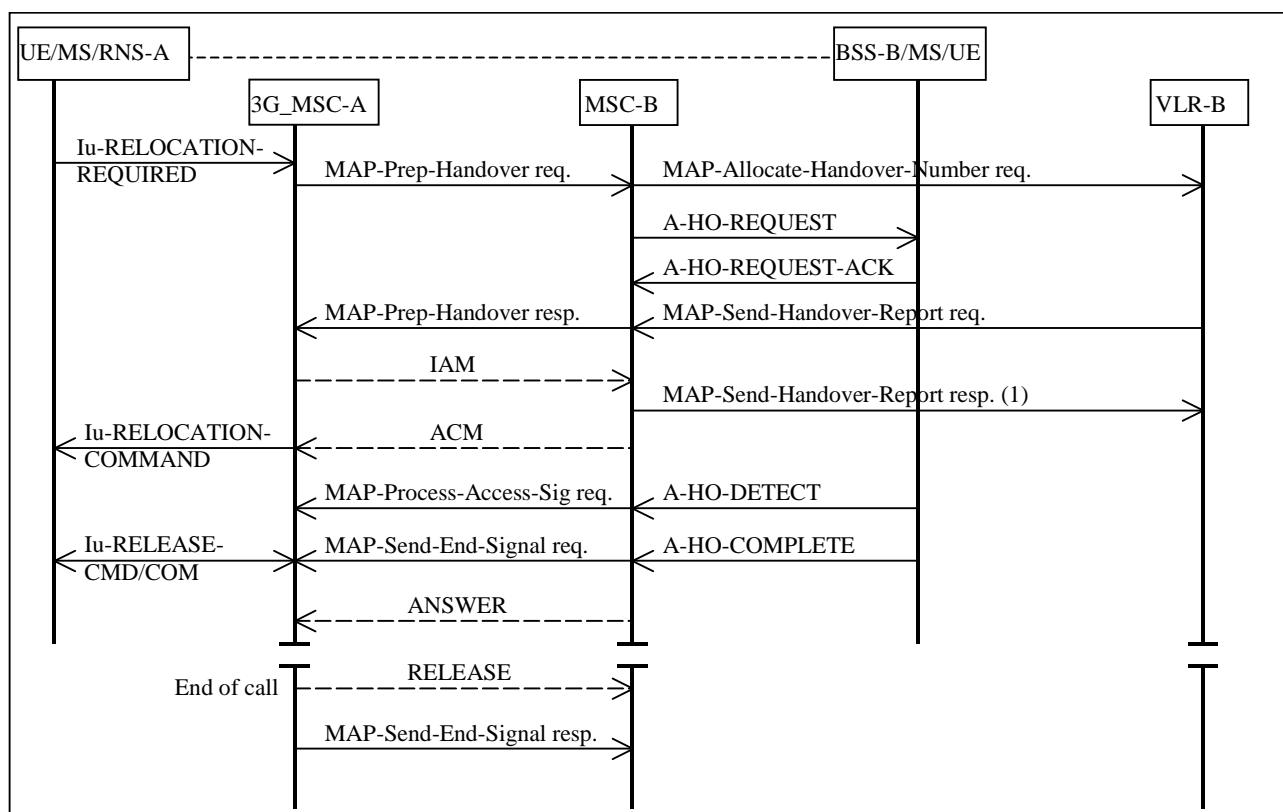 UE/MS/RNS-A
BSS-B/MS/UE
3G_MSC-A
MSC-B
VLR-B
Iu-RELOCATION-
REQUIRED
MAP-Prep-Handover req.
MAP-Allocate-Handover-Number req.
A-HO-REQUEST
A-HO-REQUEST-ACK
MAP-Prep-Handover resp.
MAP-Send-Handover-Report req.
IAM
MAP-Send-Handover-Report resp. (1)
Iu-RELOCATION-
COMMAND
ACM
MAP-Process-Access-Sig req.
A-HO-DETECT
Iu-RELEASE-
CMD/COM
MAP-Send-End-Signal req.
A-HO-COMPLETE
ANSWER
End of call
RELEASE
MAP-Send-End-Signal resp.